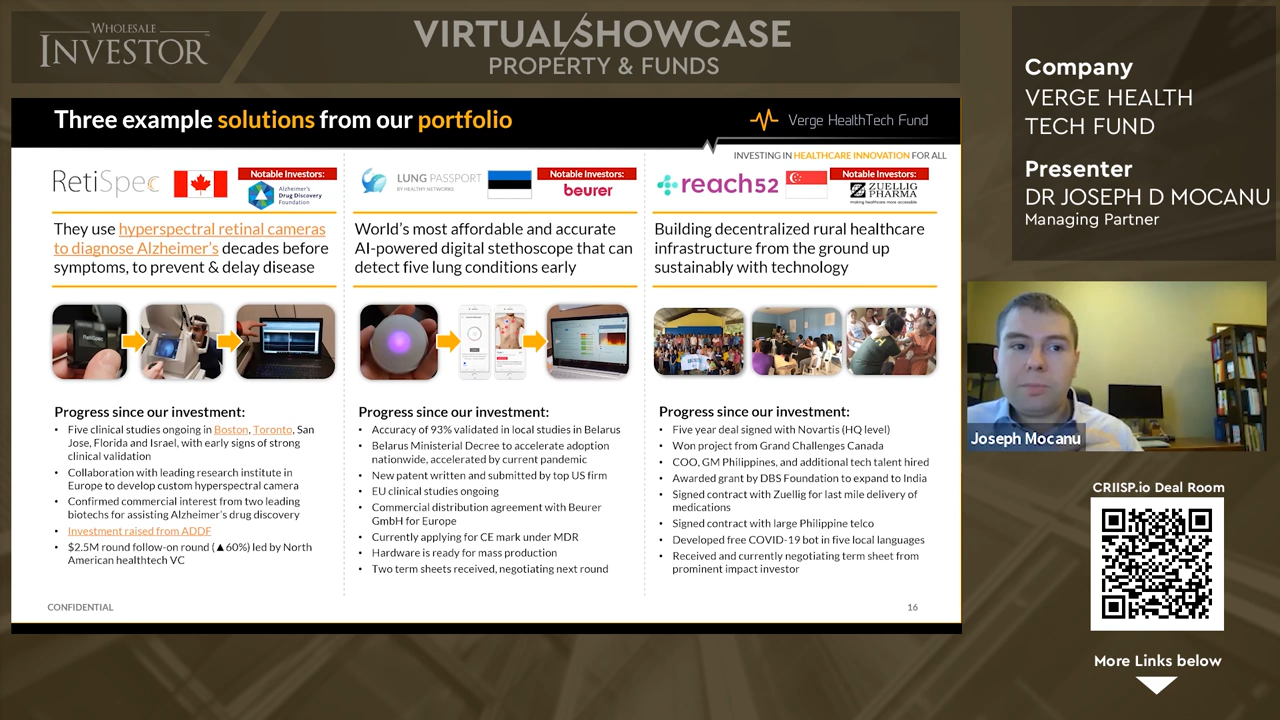 WHOLESALE
INVESTOR
VIRTUAL SHOWCASE
PROPERTY & FUNDS
Three example solutions from our portfolio
Verge HealthTech Fund
INVESTING IN HEALTHCARE INNOVATION FOR ALL
RetiSpec
Notable Investors:
Alzheimer's
Drug Discovery
Foundation
They use hyperspectral retinal cameras
to diagnose Alzheimer's decades before
symptoms, to prevent & delay disease
RetiSpec
Progress since our investment:
• Five clinical studies ongoing in Boston, Toronto, San
Jose, Florida and Israel, with early signs of strong
clinical validation
• Collaboration with leading research institute in
Europe to develop custom hyperspectral camera
• Confirmed commercial interest from two leading
biotechs for assisting Alzheimer's drug discovery
• Investment raised from ADDF
• $2.5M round follow-on round (▲60%) led by North
American healthtech VC
LUNG PASSPORT
BY HEALTHY NETWORKS
Notable Investors:
beurer
World's most affordable and accurate
AI-powered digital stethoscope that can
detect five lung conditions early
Progress since our investment:
• Accuracy of 93% validated in local studies in Belarus
• Belarus Ministerial Decree to accelerate adoption
nationwide, accelerated by current pandemic
• New patent written and submitted by top US firm
• EU clinical studies ongoing
• Commercial distribution agreement with Beurer
GmbH for Europe
• Currently applying for CE mark under MDR
• Hardware is ready for mass production
• Two term sheets received, negotiating next round
reach52
Notable Investors:
ZUELLIG
PHARMA
making healthcare more accessible
Building decentralized rural healthcare
infrastructure from the ground up
sustainably with technology
Progress since our investment:
• Five year deal signed with Novartis (HQ level)
• Won project from Grand Challenges Canada
• COO, GM Philippines, and additional tech talent hired
• Awarded grant by DBS Foundation to expand to India
• Signed contract with Zuellig for last mile delivery of
medications
• Signed contract with large Philippine telco
• Developed free COVID-19 bot in five local languages
• Received and currently negotiating term sheet from
prominent impact investor
CONFIDENTIAL
16
Company
VERGE HEALTH
TECH FUND
Presenter
DR JOSEPH D MOCANU
Managing Partner
Joseph Mocanu
CRIISP.io Deal Room
More Links below